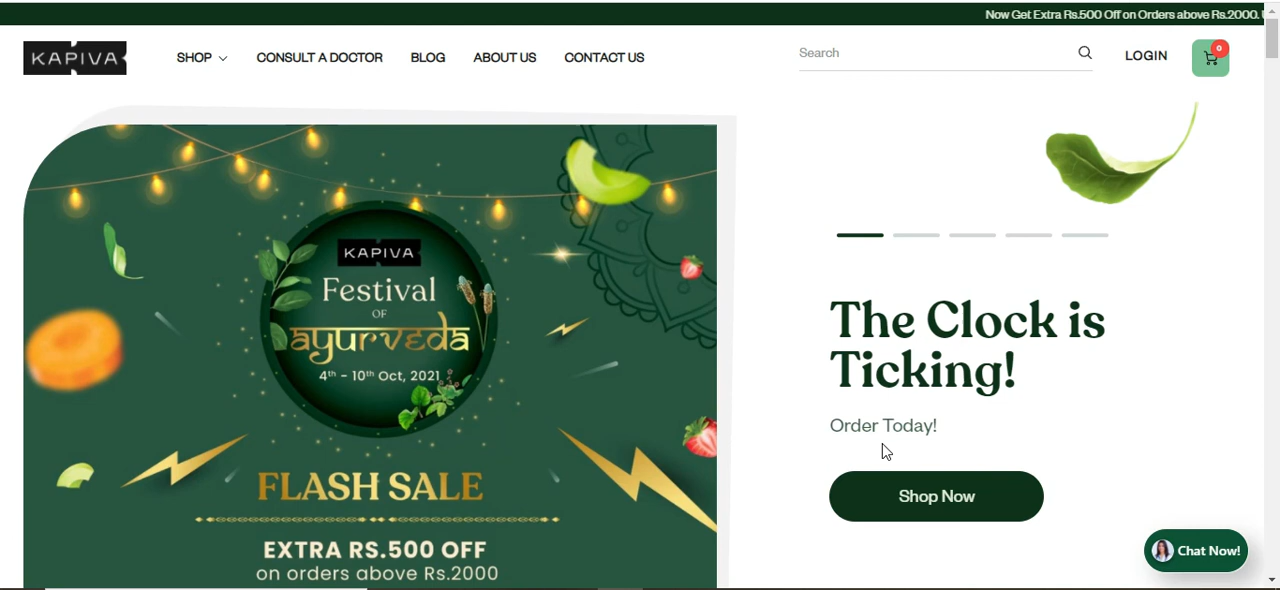 Now Get Extra Rs.500 Off on Orders above Rs.2000.
KAPIVA
SHOP
CONSULT A DOCTOR
BLOG
ABOUT US
CONTACT US
Search
LOGIN
0
KAPIVA
Festival
OF
ayurveda
4th - 10th Oct, 2021
FLASH SALE
EXTRA RS.500 OFF
on orders above Rs.2000
The Clock is
Ticking!
Order Today!
Shop Now
Chat Now!